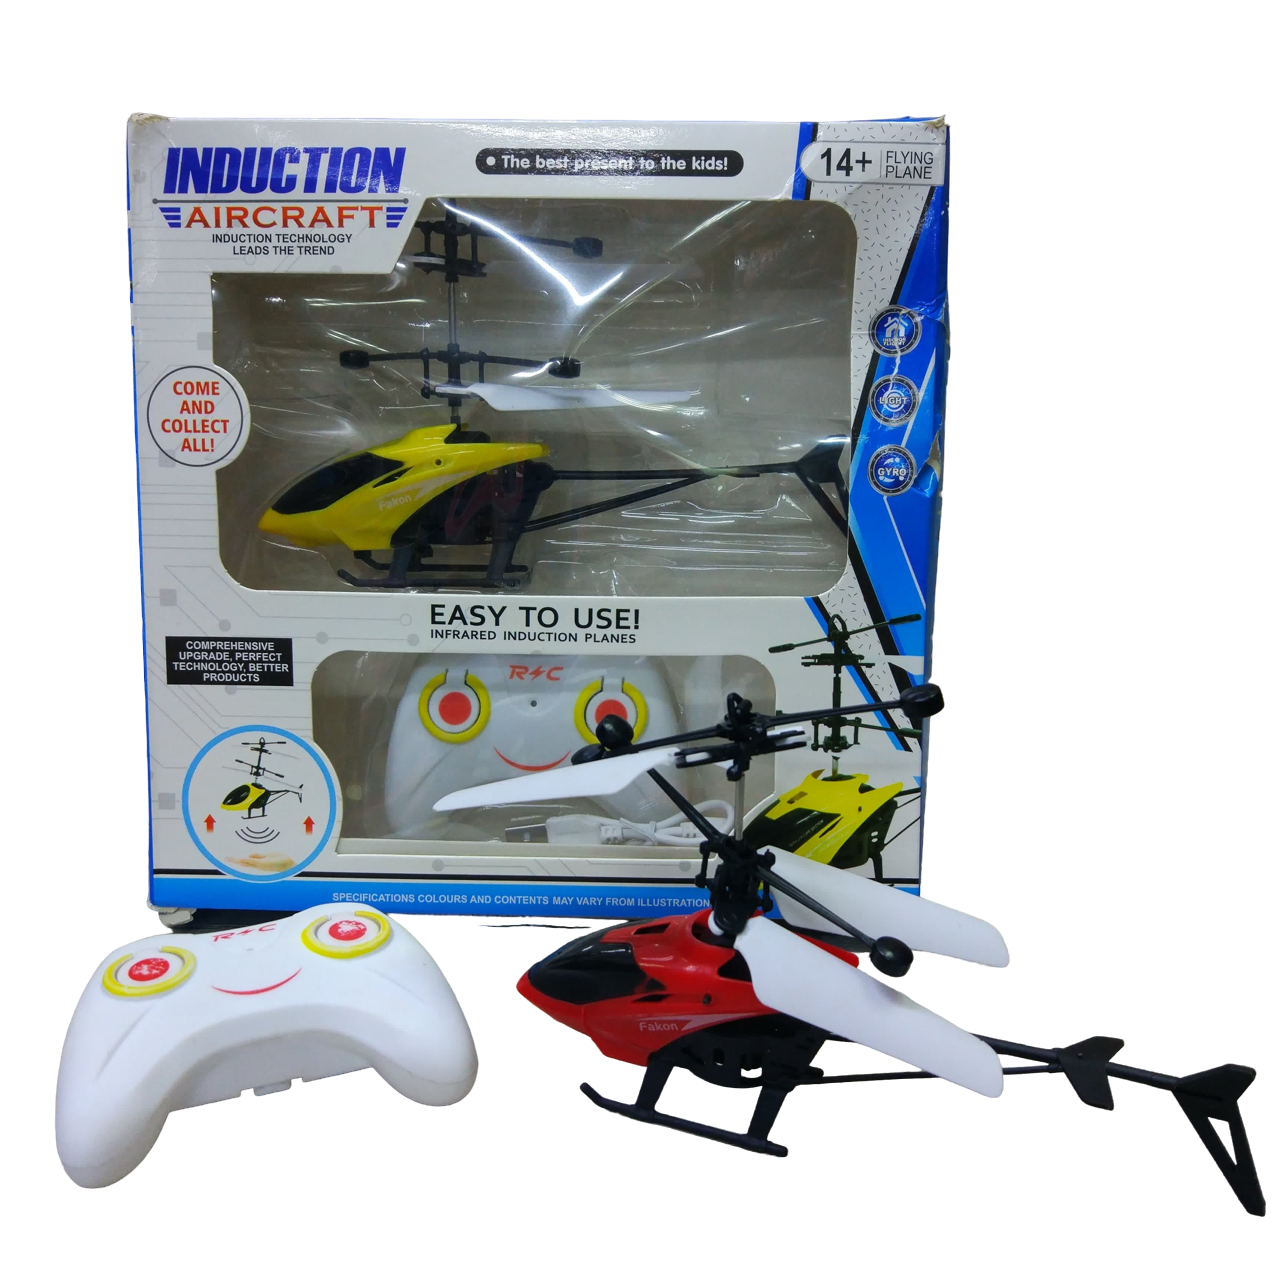 INDUCTION
AIRCRAFT
INDUCTION TECHNOLOGY
LEADS THE TREND
The best present to the kids!
14+
FLYING
PLANE
COME
AND
COLLECT
ALL!
LIGHT
GYRO
Fakon
EASY TO USE!
INFRARED INDUCTION PLANES
COMPREHENSIVE
UPGRADE, PERFECT
TECHNOLOGY, BETTER
PRODUCTS
R C
SPECIFICATIONS COLOURS AND CONTENTS MAY VARY FROM ILLUSTRATION
R C
Fakon